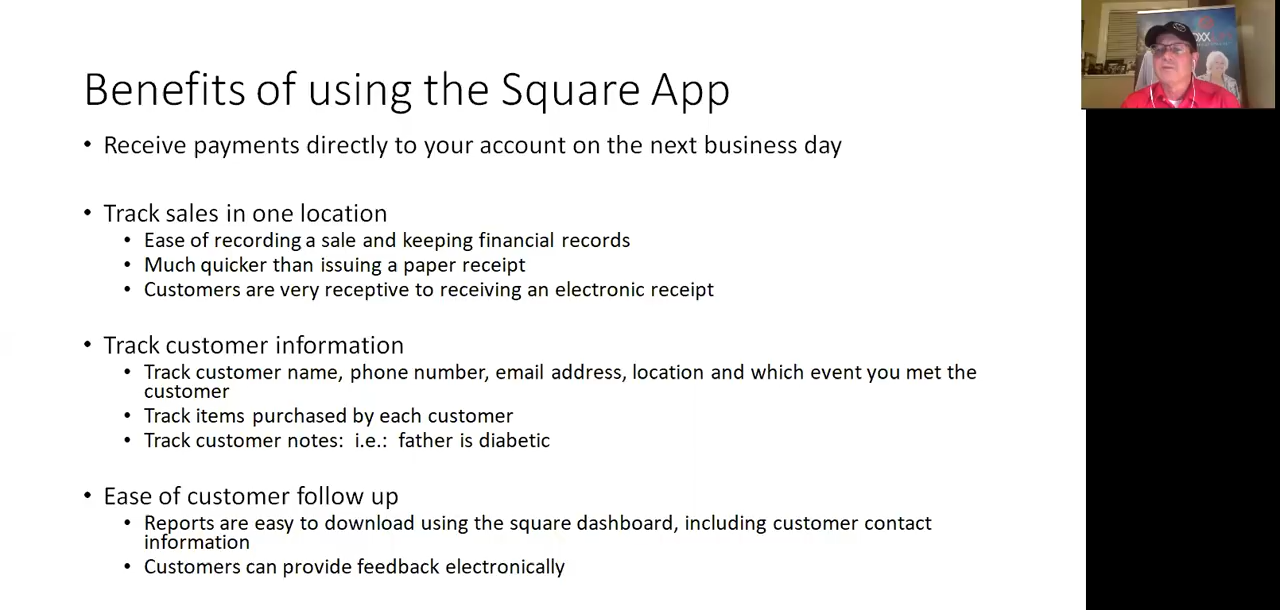 Benefits of using the Square App
• Receive payments directly to your account on the next business day
• Track sales in one location
• Ease of recording a sale and keeping financial records
• Much quicker than issuing a paper receipt
• Customers are very receptive to receiving an electronic receipt
• Track customer information
• Track customer name, phone number, email address, location and which event you met the
customer
• Track items purchased by each customer
• Track customer notes:  i.e.:  father is diabetic
• Ease of customer follow up
• Reports are easy to download using the square dashboard, including customer contact
information
• Customers can provide feedback electronically